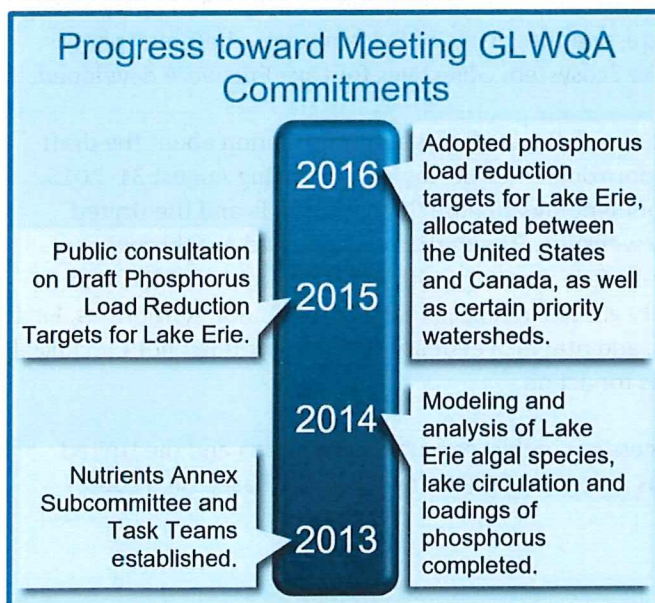 Progress toward Meeting GLWQA
Commitments
2016
Adopted phosphorus
load reduction
targets for Lake Erie,
allocated between
the United States
and Canada, as well
as certain priority
watersheds.
Public consultation
on Draft Phosphorus
Load Reduction
Targets for Lake Erie.
2015
2014
Modeling and
analysis of Lake
Erie algal species,
lake circulation and
loadings of
phosphorus
completed.
Nutrients Annex
Subcommittee and
Task Teams
established.
2013